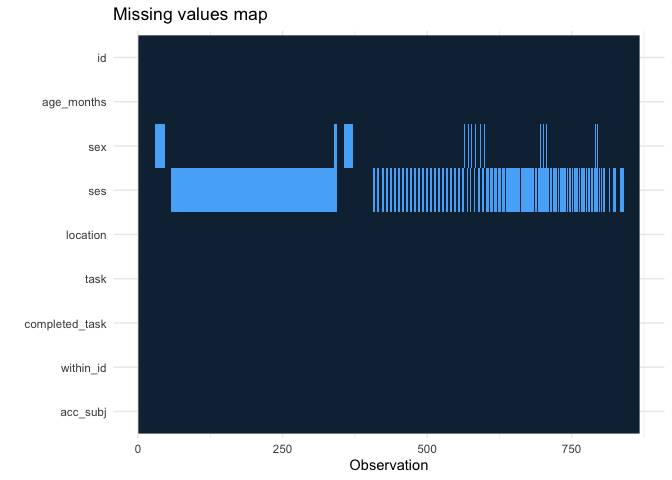 Missing values map
id
age_months
sex
ses
location
task
completed_task
within_id
acc_subj
0
250
500
750
Observation